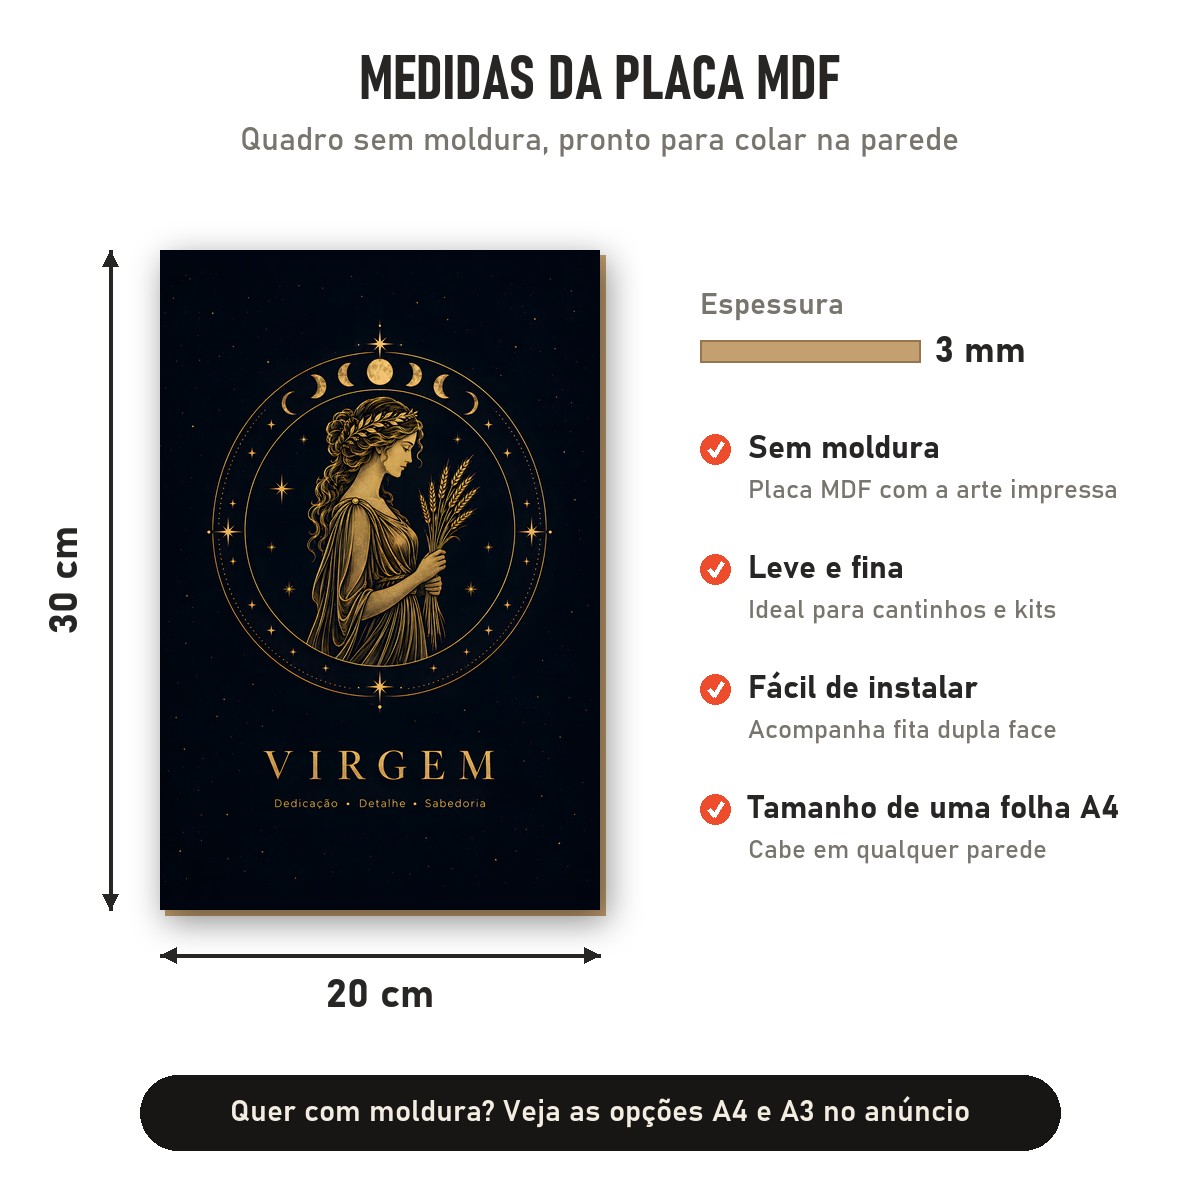 MEDIDAS DA PLACA MDF
Quadro sem moldura, pronto para colar na parede
Espessura
3 mm
Sem moldura
Placa MDF com a arte impressa
Leve e fina
Ideal para cantinhos e kits
Fácil de instalar
Acompanha fita dupla face
Tamanho de uma folha A4
Cabe em qualquer parede
30 cm
VIRGEM
Dedicação • Detalhe • Sabedoria
20 cm
Quer com moldura? Veja as opções A4 e A3 no anúncio